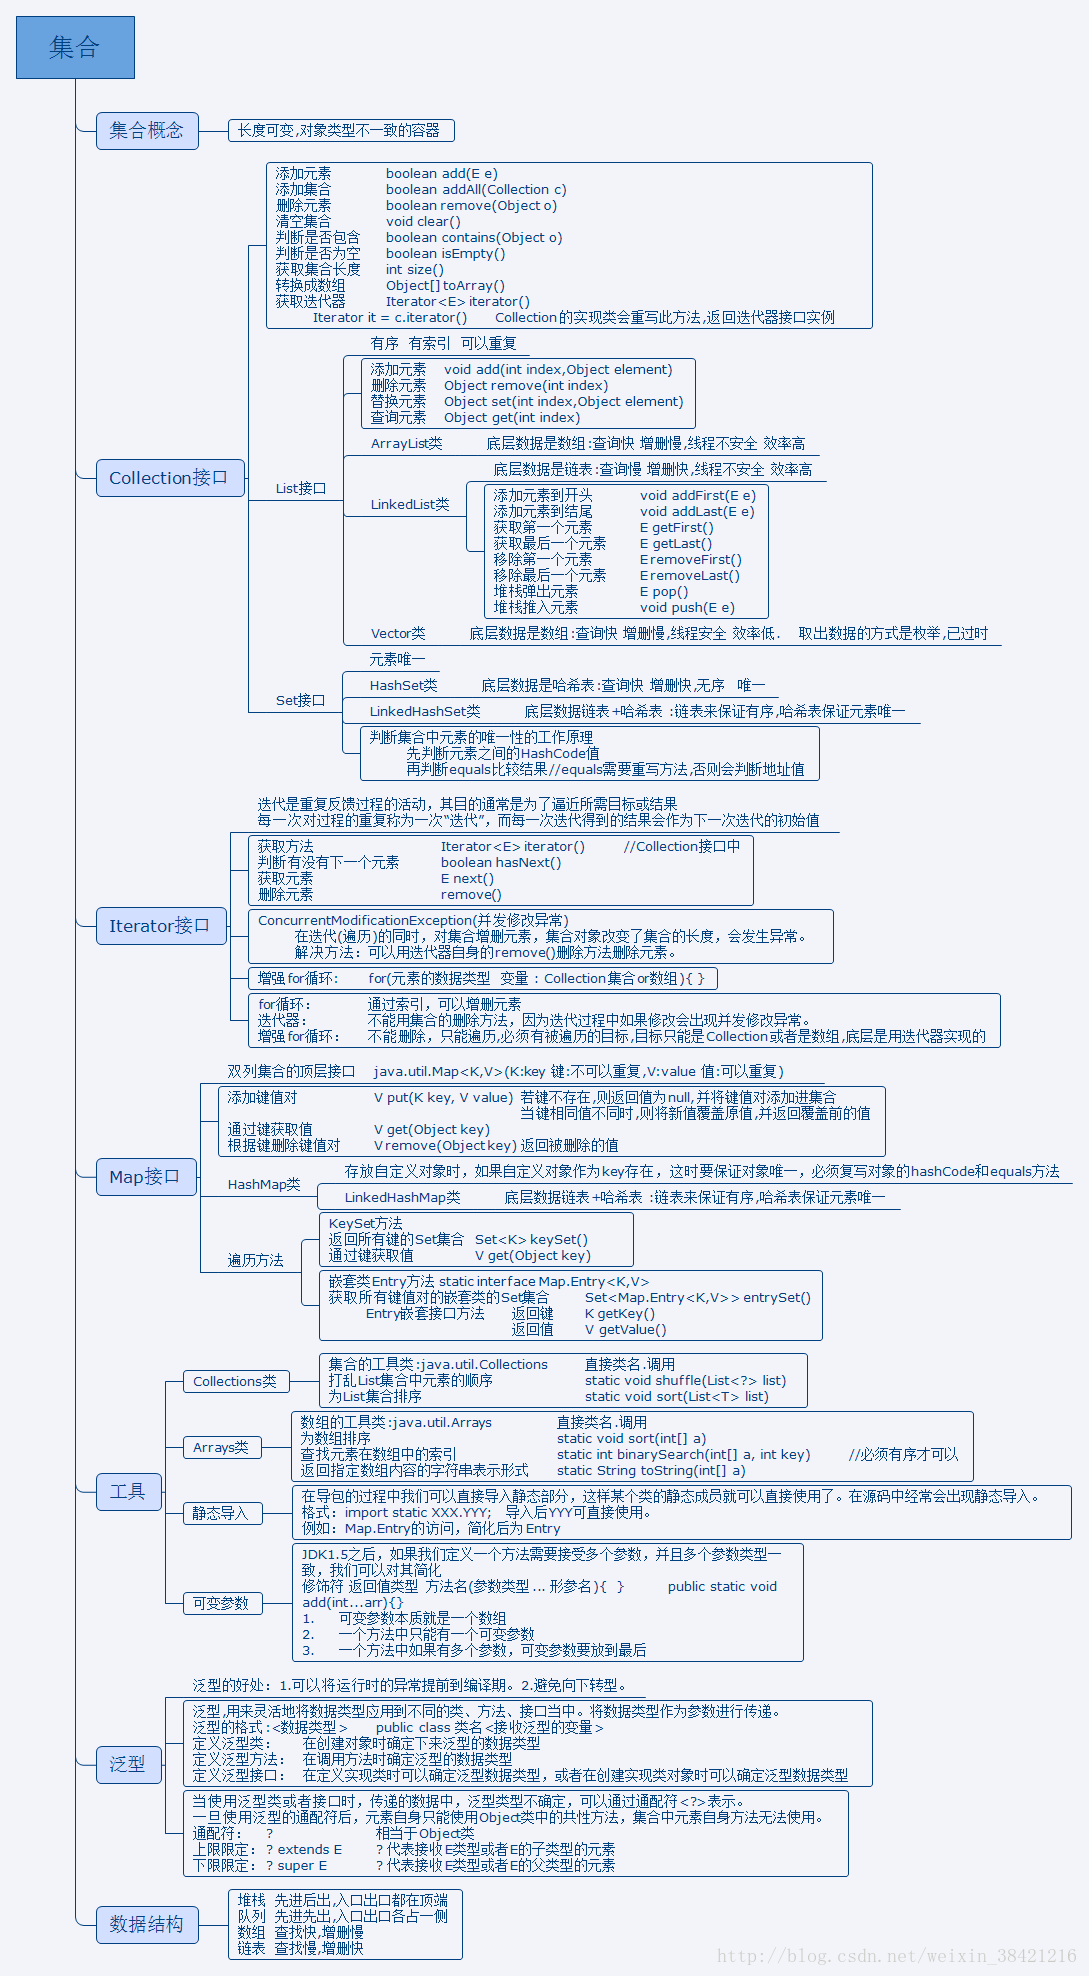 集合
集合概念
长度可变,对象类型不一致的容器
Collection接口
添加元素 boolean add(E e)
添加集合 boolean addAll(Collection c)
删除元素 boolean remove(Object o)
清空集合 void clear()
判断是否包含 boolean contains(Object o)
判断是否为空 boolean isEmpty()
获取集合长度 int size()
转换成数组 Object[] toArray()
获取迭代器 Iterator<E> iterator()
Iterator it = c.iterator() Collection的实现类会重写此方法,返回迭代器接口实例
List接口
有序 有索引 可以重复
添加元素 void add(int index,Object element)
删除元素 Object remove(int index)
替换元素 Object set(int index,Object element)
查询元素 Object get(int index)
ArrayList类 底层数据是数组:查询快 增删慢,线程不安全 效率高
LinkedList类
底层数据是链表:查询慢 增删快,线程不安全 效率高
添加元素到开头 void addFirst(E e)
添加元素到结尾 void addLast(E e)
获取第一个元素 E getFirst()
获取最后一个元素 E getLast()
移除第一个元素 E removeFirst()
移除最后一个元素 E removeLast()
堆栈弹出元素 E pop()
堆栈推入元素 void push(E e)
Vector类 底层数据是数组:查询快 增删慢,线程安全 效率低. 取出数据的方式是枚举,已过时
Set接口
元素唯一
HashSet类 底层数据是哈希表:查询快 增删快,无序 唯一
LinkedHashSet类 底层数据链表+哈希表 :链表来保证有序,哈希表保证元素唯一
判断集合中元素的唯一性的工作原理
先判断元素之间的HashCode值
再判断equals比较结果//equals需要重写方法,否则会判断地址值
Iterator接口
迭代是重复反馈过程的活动，其目的通常是为了逼近所需目标或结果
每一次对过程的重复称为一次“迭代”，而每一次迭代得到的结果会作为下一次迭代的初始值
获取方法 Iterator<E> iterator() //Collection接口中
判断有没有下一个元素 boolean hasNext()
获取元素 E next()
删除元素 remove()
ConcurrentModificationException(并发修改异常)
在迭代(遍历)的同时，对集合增删元素，集合对象改变了集合的长度，会发生异常。
解决方法：可以用迭代器自身的remove()删除方法删除元素。
增强for循环: for(元素的数据类型 变量 : Collection集合or数组){ }
for循环： 通过索引，可以增删元素
迭代器： 不能用集合的删除方法，因为迭代过程中如果修改会出现并发修改异常。
增强for循环： 不能删除，只能遍历,必须有被遍历的目标,目标只能是Collection或者是数组,底层是用迭代器实现的
Map接口
双列集合的顶层接口 java.util.Map<K,V>(K:key 键:不可以重复,V:value 值:可以重复)
添加键值对 V put(K key, V value) 若键不存在,则返回值为null,并将键值对添加进集合
当键相同值不同时,则将新值覆盖原值,并返回覆盖前的值
通过键获取值 V get(Object key)
根据键删除键值对 V remove(Object key) 返回被删除的值
HashMap类
存放自定义对象时，如果自定义对象作为key存在，这时要保证对象唯一，必须复写对象的hashCode和equals方法
LinkedHashMap类 底层数据链表+哈希表 :链表来保证有序,哈希表保证元素唯一
遍历方法
KeySet方法
返回所有键的Set集合 Set<K> keySet()
通过键获取值 V get(Object key)
嵌套类Entry方法 static interface Map.Entry<K,V>
获取所有键值对的嵌套类的Set集合 Set<Map.Entry<K,V>> entrySet()
Entry嵌套接口方法 返回键 K getKey()
返回值 V getValue()
工具
Collections类
集合的工具类:java.util.Collections 直接类名.调用
打乱List集合中元素的顺序 static void shuffle(List<?> list)
为List集合排序 static void sort(List<T> list)
Arrays类
数组的工具类:java.util.Arrays 直接类名.调用
为数组排序 static void sort(int[] a)
查找元素在数组中的索引 static int binarySearch(int[] a, int key) //必须有序才可以
返回指定数组内容的字符串表示形式 static String toString(int[] a)
静态导入
在导包的过程中我们可以直接导入静态部分，这样某个类的静态成员就可以直接使用了。在源码中经常会出现静态导入。
格式：import static XXX.YYY; 导入后YYY可直接使用。
例如：Map.Entry的访问，简化后为Entry
可变参数
JDK1.5之后，如果我们定义一个方法需要接受多个参数，并且多个参数类型一
致，我们可以对其简化
修饰符 返回值类型 方法名(参数类型... 形参名){ } public static void
add(int...arr){}
1. 可变参数本质就是一个数组
2. 一个方法中只能有一个可变参数
3. 一个方法中如果有多个参数，可变参数要放到最后
泛型
泛型的好处：1.可以将运行时的异常提前到编译期。2.避免向下转型。
泛型,用来灵活地将数据类型应用到不同的类、方法、接口当中。将数据类型作为参数进行传递。
泛型的格式:<数据类型> public class 类名<接收泛型的变量>
定义泛型类： 在创建对象时确定下来泛型的数据类型
定义泛型方法： 在调用方法时确定泛型的数据类型
定义泛型接口： 在定义实现类时可以确定泛型数据类型，或者在创建实现类对象时可以确定泛型数据类型
当使用泛型类或者接口时，传递的数据中，泛型类型不确定，可以通过通配符<?>表示。
一旦使用泛型的通配符后，元素自身只能使用Object类中的共性方法，集合中元素自身方法无法使用。
通配符： ? 相当于Object类
上限限定：? extends E ? 代表接收E类型或者E的子类型的元素
下限限定：? super E ? 代表接收E类型或者E的父类型的元素
数据结构
堆栈 先进后出,入口出口都在顶端
队列 先进先出,入口出口各占一侧
数组 查找快,增删慢
链表 查找慢,增删快
http://blog.csdn.net/weixin_38421216